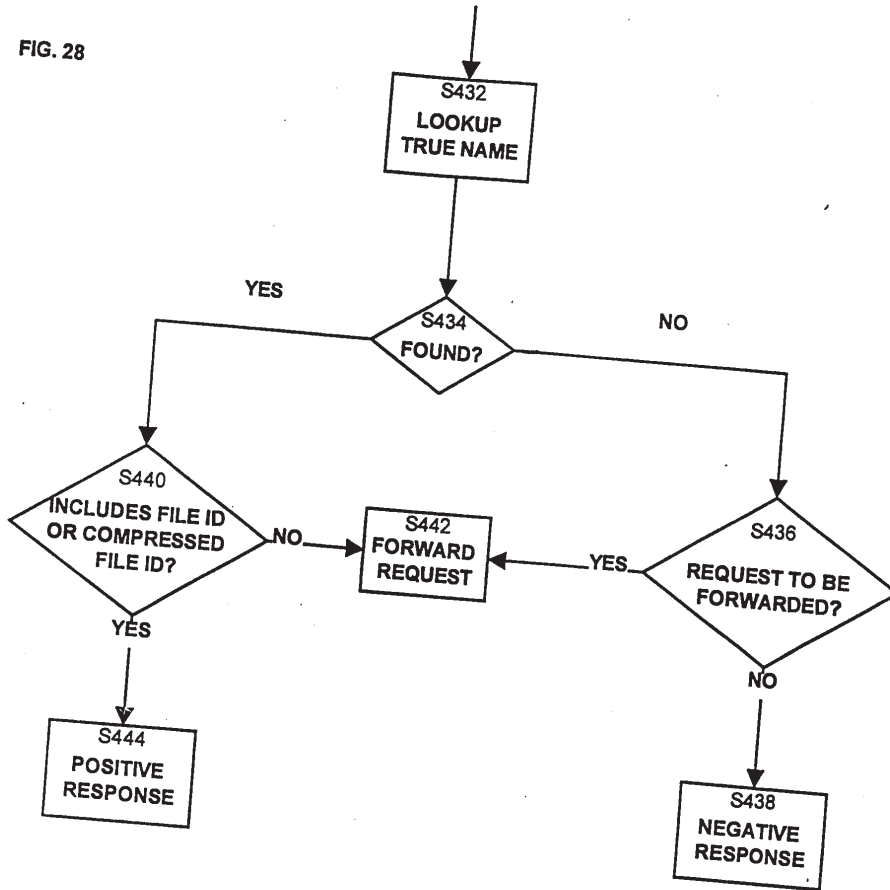 FIG. 28
S432
LOOKUP
TRUE NAME
YES
S434
FOUND?
NO
S440
INCLUDES FILE ID
OR COMPRESSED
FILE ID?
NO
S442
FORWARD
REQUEST
YES
S436
REQUEST TO BE
FORWARDED?
YES
NO
S444
POSITIVE
RESPONSE
S438
NEGATIVE
RESPONSE